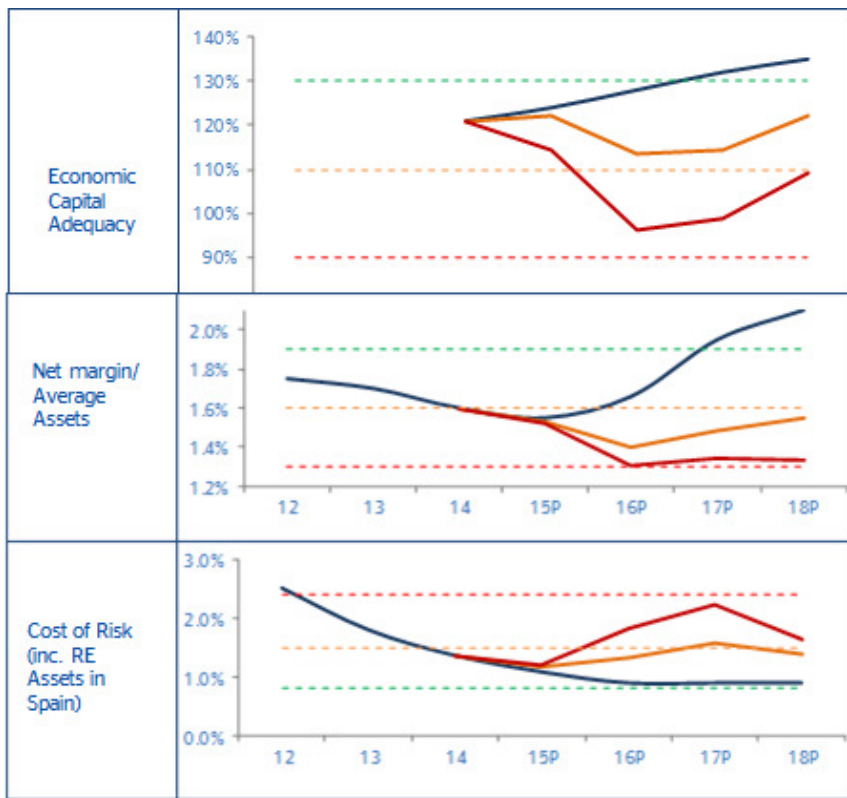 140%
130%
120%
110%
100%
90%
Economic
Capital
Adequacy
2.0%
1.8%
1.6%
1.4%
1.2%
Net margin/
Average
Assets
12 13 14 15P 16P 17P 18P
3.0%
2.0%
1.0%
0.0%
Cost of Risk
(inc. RE
Assets in
Spain)
12 13 14 15P 16P 17P 18P